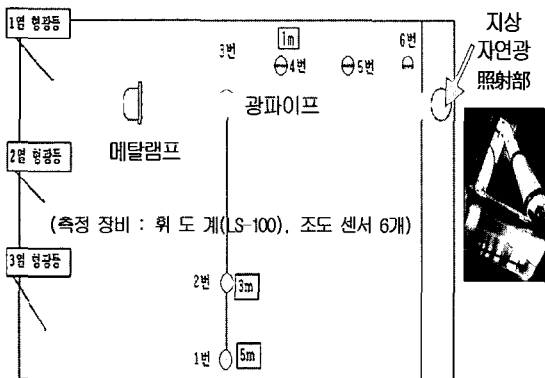 1열 형광등
1m
6번
지상
자연광
照射部
3번
4번
5번
광파이프
메탈램프
2열 형광등
(측정 장비 : 휘 도 계(LS-100), 조도 센서 6개)
3열 형광등
2번
3m
1번
5m